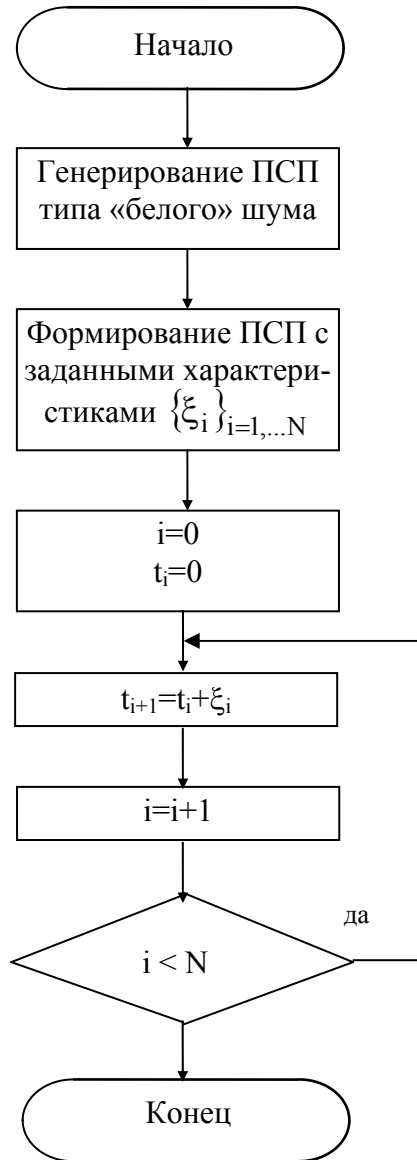 Начало
Генерирование ПСП
типа «белого» шума
Формирование ПСП с
заданными характери-
стиками {ξᵢ}ᵢ₌₁,...N
i=0
tᵢ=0
tᵢ₊₁=tᵢ+ξᵢ
i=i+1
да
i < N
Конец